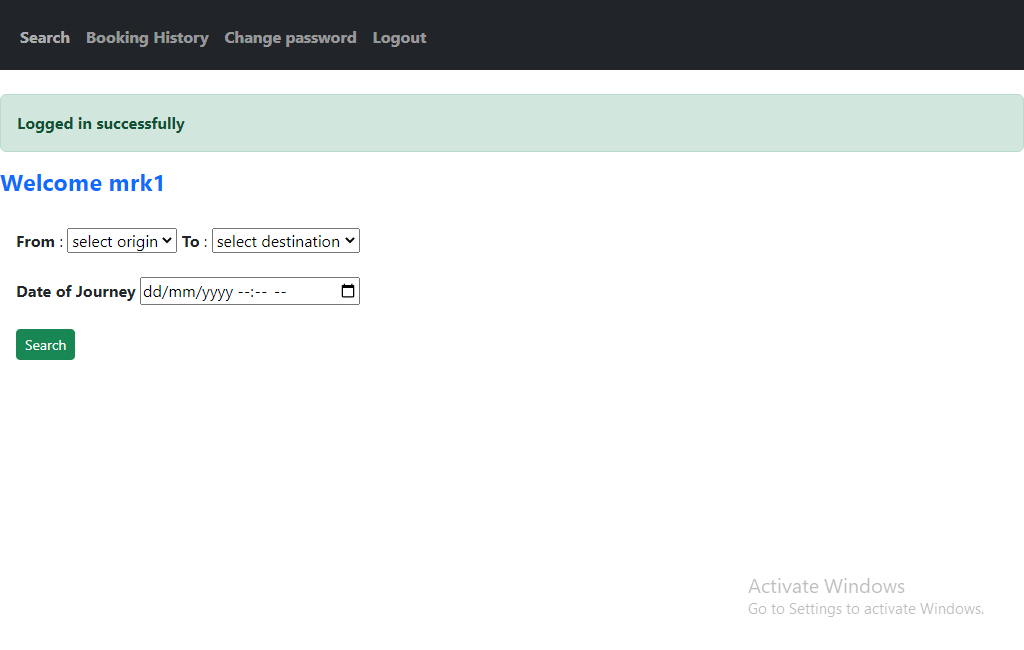 Search Booking History Change password Logout
Logged in successfully
Welcome mrk1
From : select origin To : select destination
Date of Journey dd/mm/yyyy --:-- --
Search
Activate Windows
Go to Settings to activate Windows.